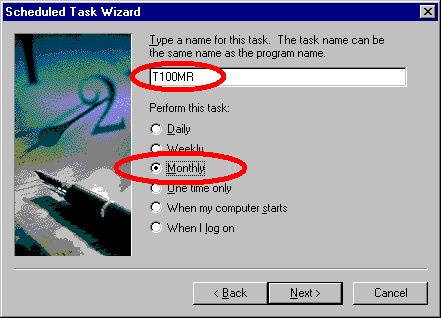 Scheduled Task Wizard
Type a name for this task. The task name can be
the same name as the program name.
T100MR
Perform this task:
Daily
Weekly
Monthly
One time only
When my computer starts
When I log on
< Back
Next >
Cancel